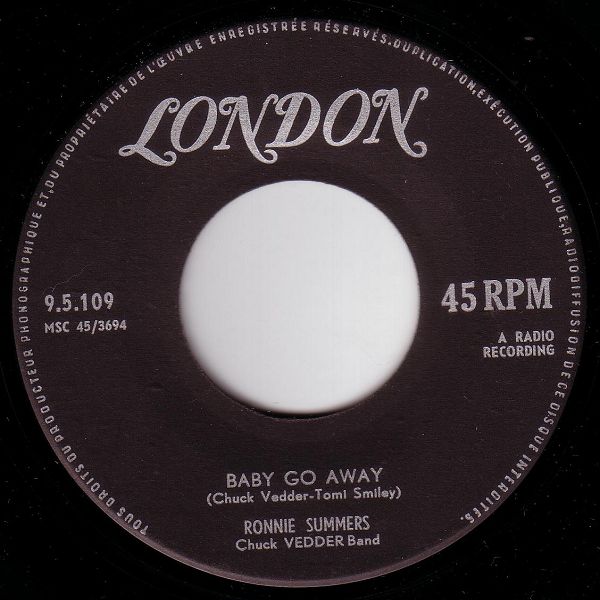 TOUS DROITS DU PRODUCTEUR PHONOGRAPHIQUE ET DU PROPRIÉTAIRE DE L'ŒUVRE ENREGISTRÉE RÉSERVÉS. DUPLICATION, EXÉCUTION PUBLIQUE, RADIODIFFUSION DE CE DISQUE INTERDITES.
LONDON
9.5.109
MSC 45/3694
45 RPM
A RADIO
RECORDING
BABY GO AWAY
(Chuck Vedder-Tomi Smiley)
RONNIE SUMMERS
Chuck VEDDER Band